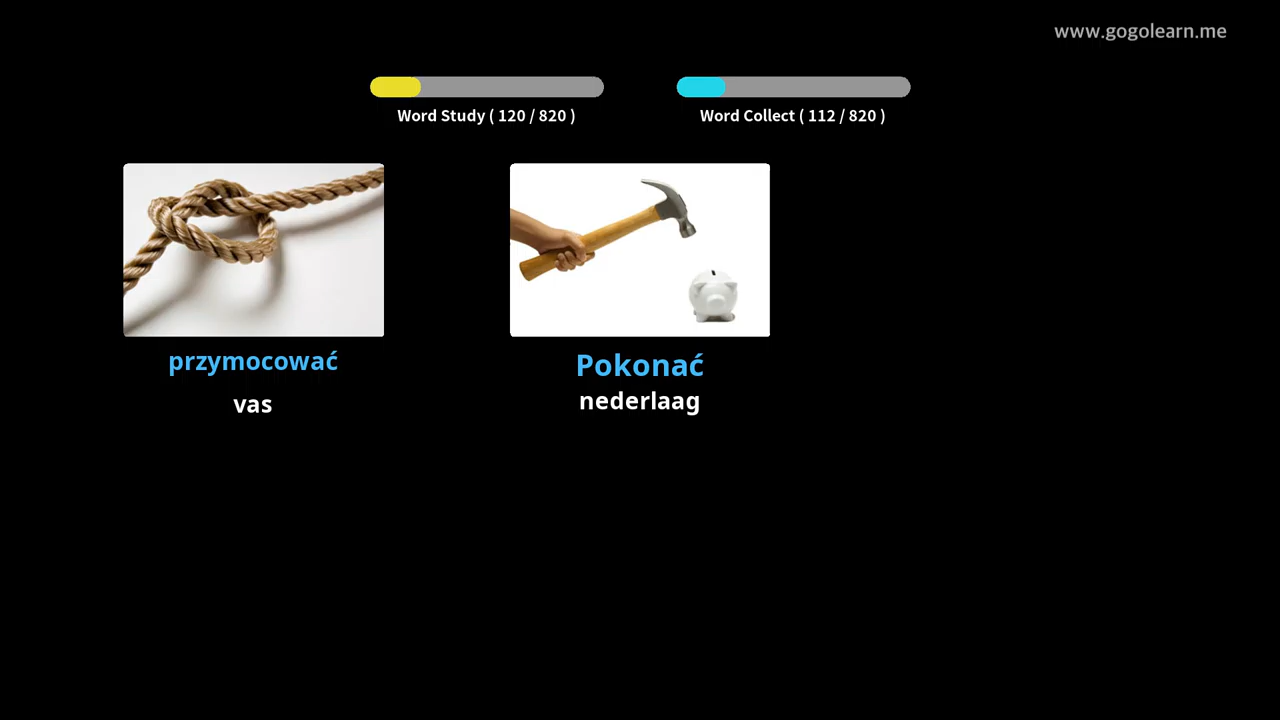 www.gogolearn.me
Word Study ( 120 / 820 )
Word Collect ( 112 / 820 )
przymocować
vas
Pokonać
nederlaag